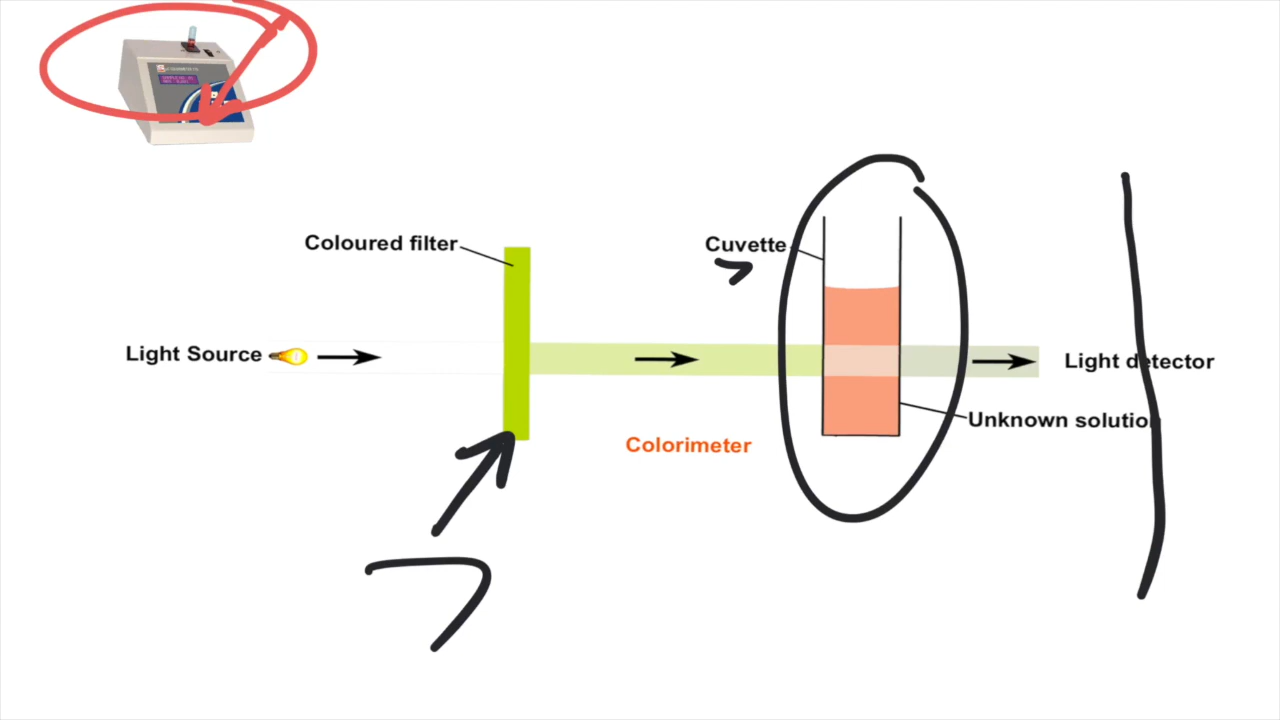 Coloured filter
Cuvette
Light Source
Light detector
Unknown solution
Colorimeter